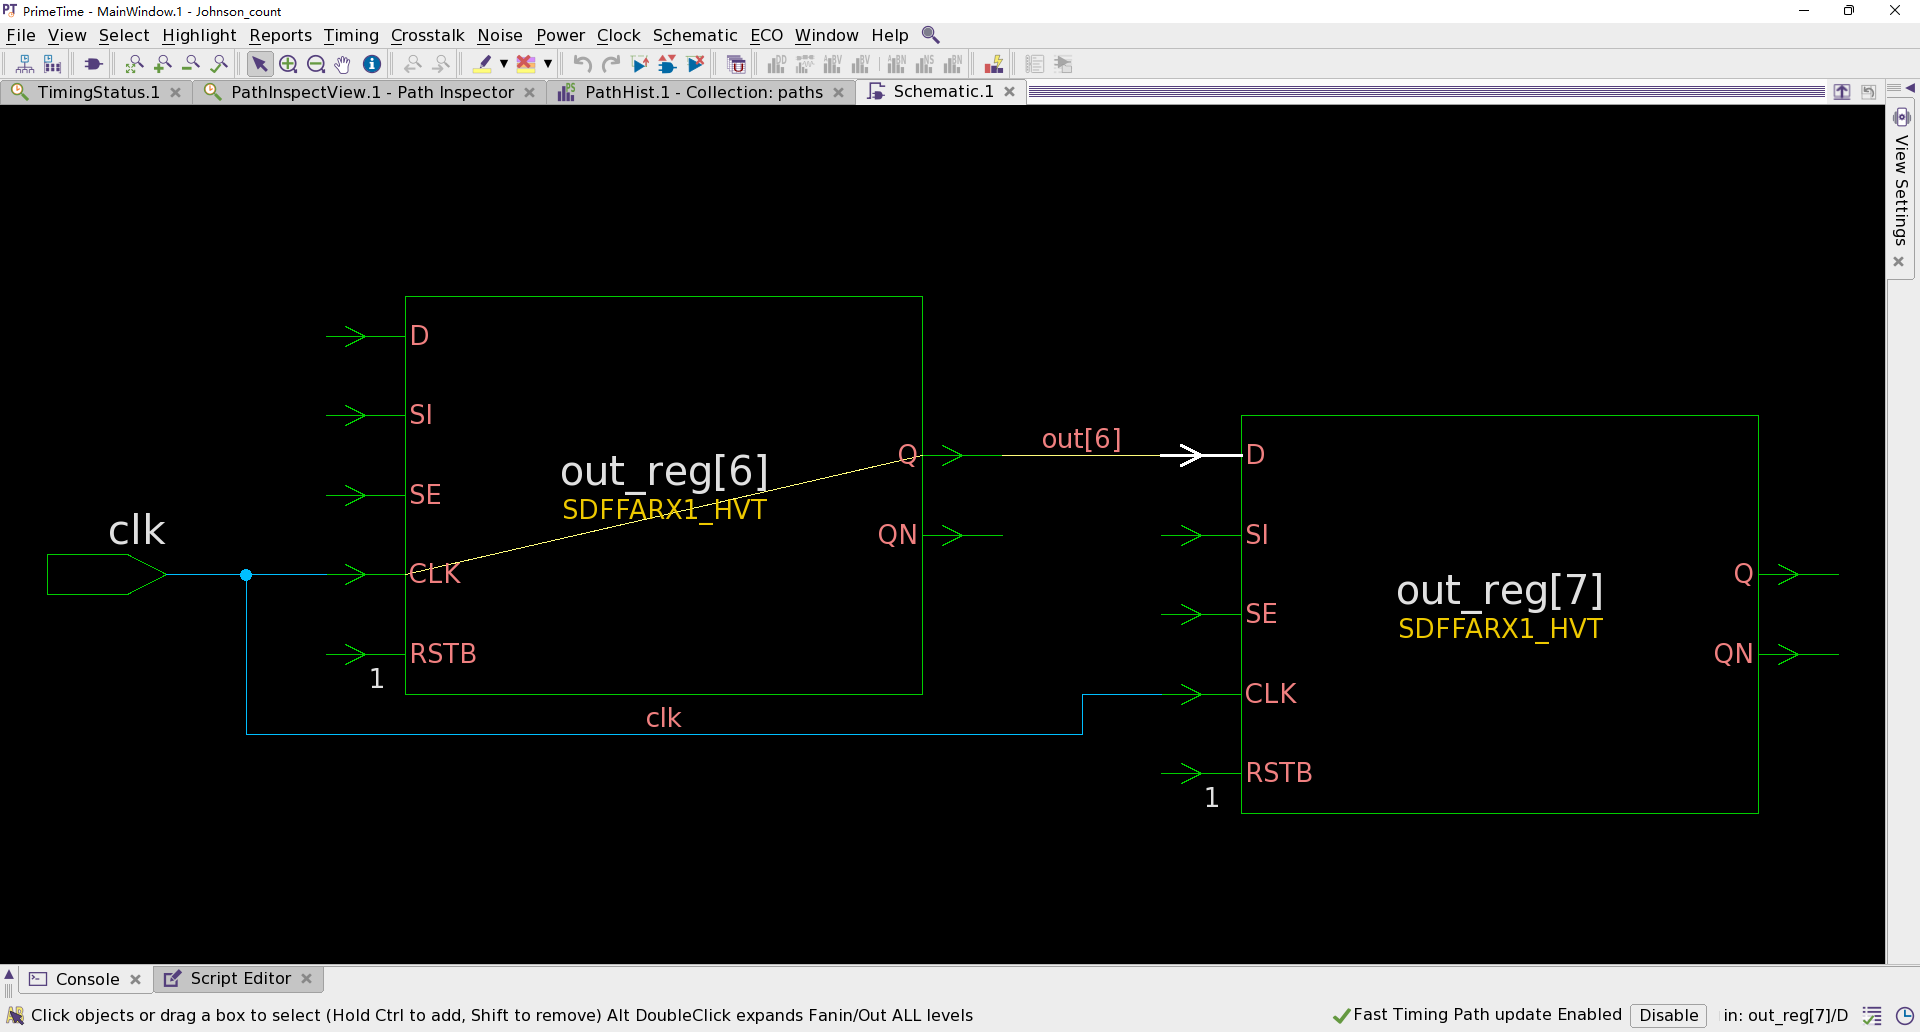 PrimeTime - MainWindow.1 - Johnson_count
File View Select Highlight Reports Timing Crosstalk Noise Power Clock Schematic ECO Window Help
TimingStatus.1 PathInspectView.1 - Path Inspector PathHist.1 - Collection: paths Schematic.1
View Settings
D
SI
SE
CLK
RSTB
1
out_reg[6]
SDFFARX1_HVT
Q
QN
clk
clk
out[6]
D
SI
SE
CLK
RSTB
1
out_reg[7]
SDFFARX1_HVT
Q
QN
Console Script Editor
Click objects or drag a box to select (Hold Ctrl to add, Shift to remove) Alt DoubleClick expands Fanin/Out ALL levels
Fast Timing Path update Enabled Disable in: out_reg[7]/D